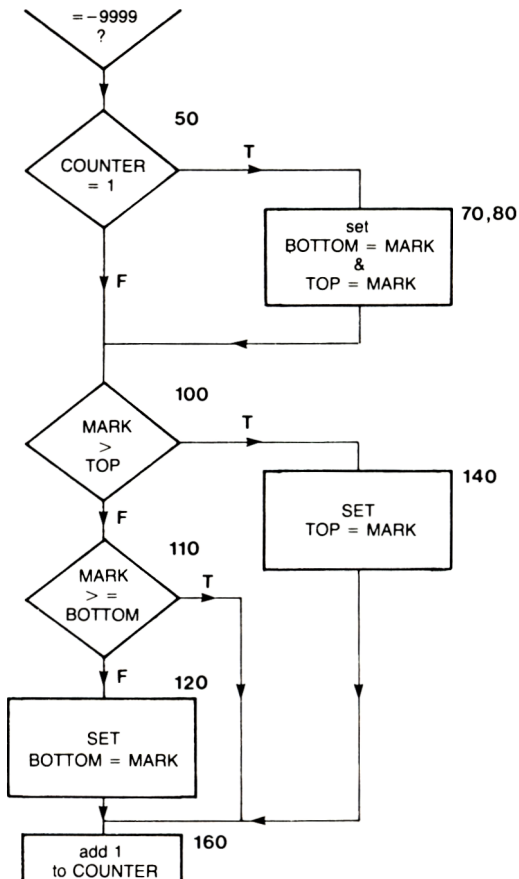 =-9999
?
50
COUNTER
= 1
T
70,80
set
BOTTOM = MARK
&
TOP = MARK
F
100
MARK
>
TOP
T
140
SET
TOP = MARK
F
110
MARK
> =
BOTTOM
T
F
120
SET
BOTTOM = MARK
160
add 1
to COUNTER